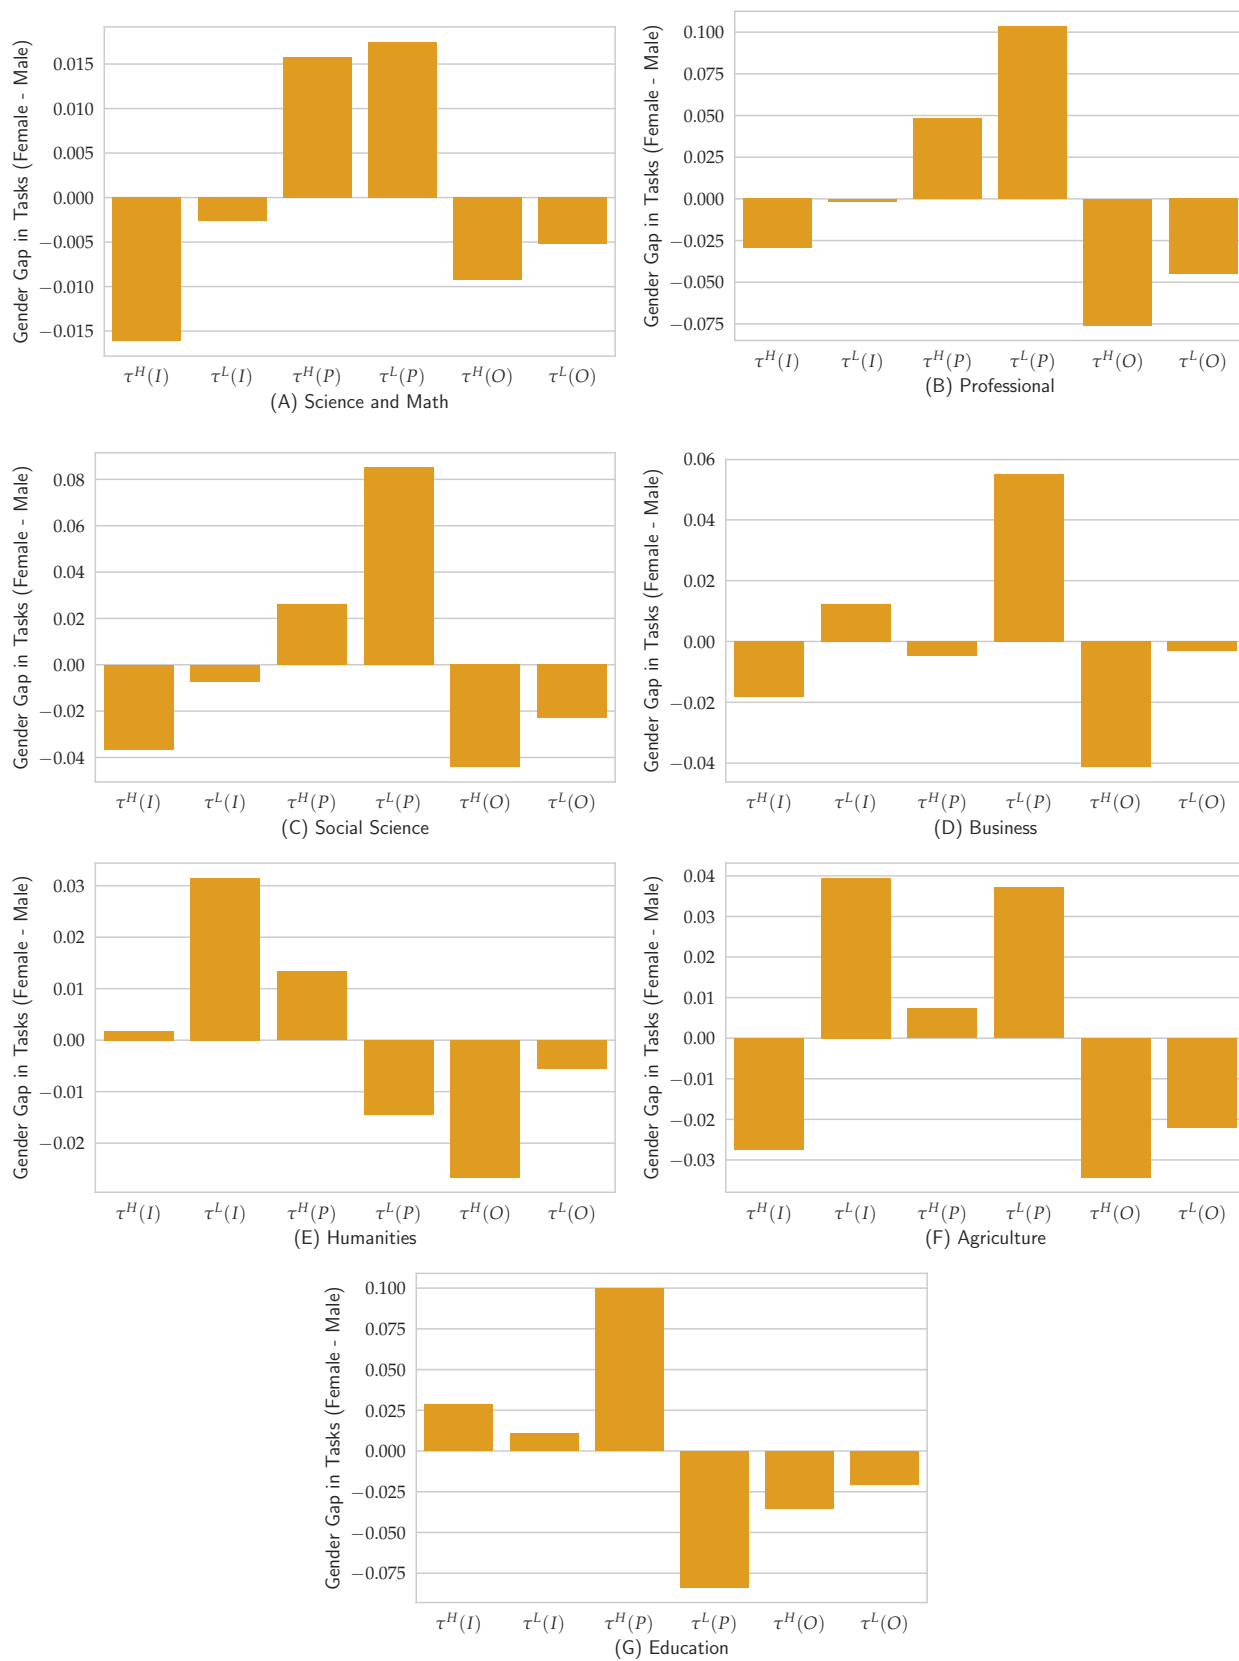 Gender Gap in Tasks (Female - Male)
0.015
0.010
0.005
0.000
−0.005
−0.010
−0.015
τ^H(I) τ^L(I) τ^H(P) τ^L(P) τ^H(O) τ^L(O)
(A) Science and Math
Gender Gap in Tasks (Female - Male)
0.100
0.075
0.050
0.025
0.000
−0.025
−0.050
−0.075
τ^H(I) τ^L(I) τ^H(P) τ^L(P) τ^H(O) τ^L(O)
(B) Professional
Gender Gap in Tasks (Female - Male)
0.08
0.06
0.04
0.02
0.00
−0.02
−0.04
τ^H(I) τ^L(I) τ^H(P) τ^L(P) τ^H(O) τ^L(O)
(C) Social Science
Gender Gap in Tasks (Female - Male)
0.06
0.04
0.02
0.00
−0.02
−0.04
τ^H(I) τ^L(I) τ^H(P) τ^L(P) τ^H(O) τ^L(O)
(D) Business
Gender Gap in Tasks (Female - Male)
0.03
0.02
0.01
0.00
−0.01
−0.02
τ^H(I) τ^L(I) τ^H(P) τ^L(P) τ^H(O) τ^L(O)
(E) Humanities
Gender Gap in Tasks (Female - Male)
0.04
0.03
0.02
0.01
0.00
−0.01
−0.02
−0.03
τ^H(I) τ^L(I) τ^H(P) τ^L(P) τ^H(O) τ^L(O)
(F) Agriculture
Gender Gap in Tasks (Female - Male)
0.100
0.075
0.050
0.025
0.000
−0.025
−0.050
−0.075
τ^H(I) τ^L(I) τ^H(P) τ^L(P) τ^H(O) τ^L(O)
(G) Education